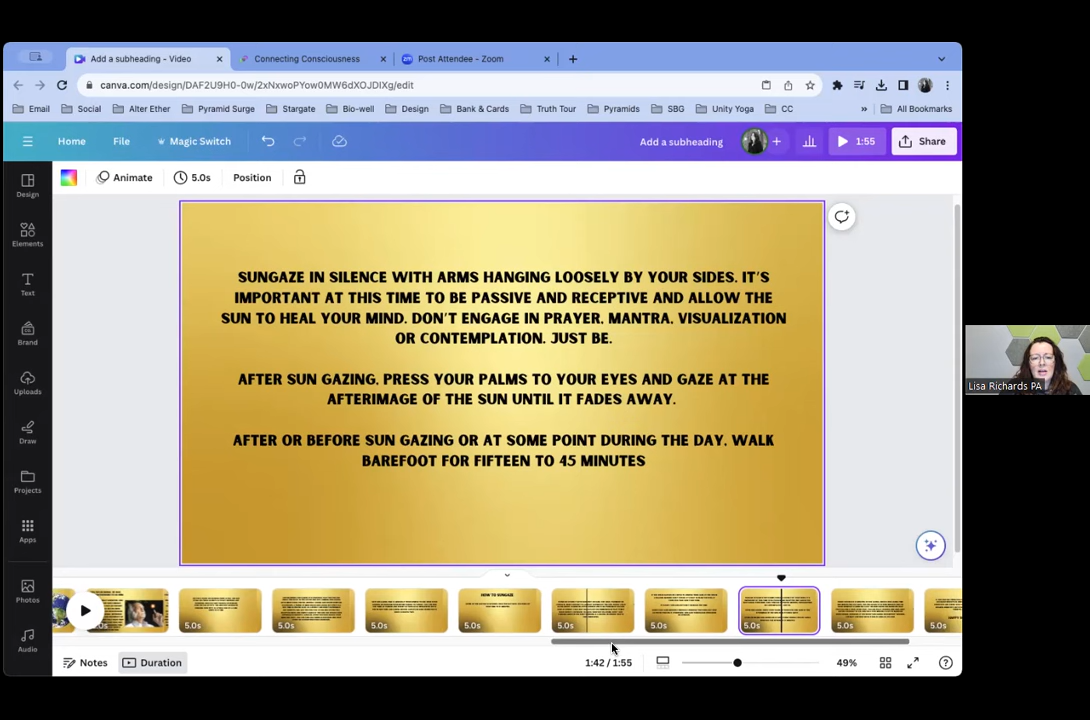 Add a subheading - Video
Connecting Consciousness
Post Attendee - Zoom
canva.com/design/DAF2U9H0-0w/2xNxwoPYow0MW6dXOJDIXg/edit
Email
Social
Alter Ether
Pyramid Surge
Stargate
Bio-well
Design
Bank & Cards
Truth Tour
Pyramids
SBG
Unity Yoga
CC
»
All Bookmarks
Home
File
Magic Switch
Add a subheading
1:55
Share
Animate
5.0s
Position
Design
Elements
Text
Brand
Uploads
Draw
Projects
Apps
Photos
Audio
SUNGAZE IN SILENCE WITH ARMS HANGING LOOSELY BY YOUR SIDES. IT'S
IMPORTANT AT THIS TIME TO BE PASSIVE AND RECEPTIVE AND ALLOW THE
SUN TO HEAL YOUR MIND. DON'T ENGAGE IN PRAYER, MANTRA, VISUALIZATION
OR CONTEMPLATION. JUST BE.
AFTER SUN GAZING, PRESS YOUR PALMS TO YOUR EYES AND GAZE AT THE
AFTERIMAGE OF THE SUN UNTIL IT FADES AWAY.
AFTER OR BEFORE SUN GAZING OR AT SOME POINT DURING THE DAY, WALK
BAREFOOT FOR FIFTEEN TO 45 MINUTES
Lisa Richards PA
HOW TO SUNGAZE
5.0s
5.0s
5.0s
5.0s
5.0s
5.0s
5.0s
5.0s
5.0s
Notes
Duration
1:42 / 1:55
49%